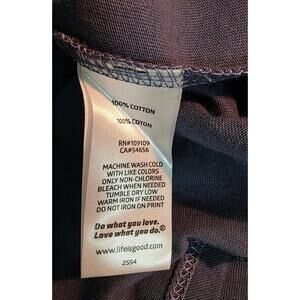 100% COTTON
100% COTON
RN#109109
CA#54656
MACHINE WASH COLD
WITH LIKE COLORS
ONLY NON-CHLORINE
BLEACH WHEN NEEDED
TUMBLE DRY LOW
WARM IRON IF NEEDED
DO NOT IRON ON PRINT
Do what you love.
Love what you do.®
www.lifeisgood.com
2554